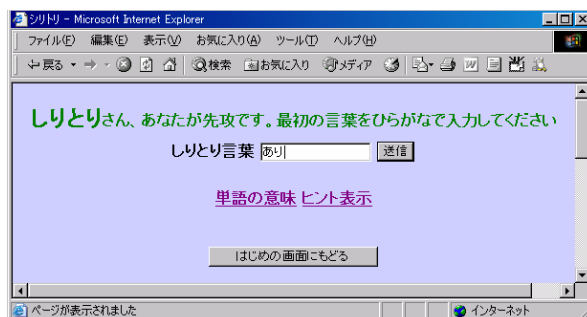 シリトリ - Microsoft Internet Explorer
ファイル(F) 編集(E) 表示(V) お気に入り(A) ツール(T) ヘルプ(H)
戻る 検索 お気に入り メディア
しりとりさん、あなたが先攻です。最初の言葉をひらがなで入力してください
しりとり言葉 あり 送信
単語の意味 ヒント表示
はじめの画面にもどる
ページが表示されました インターネット